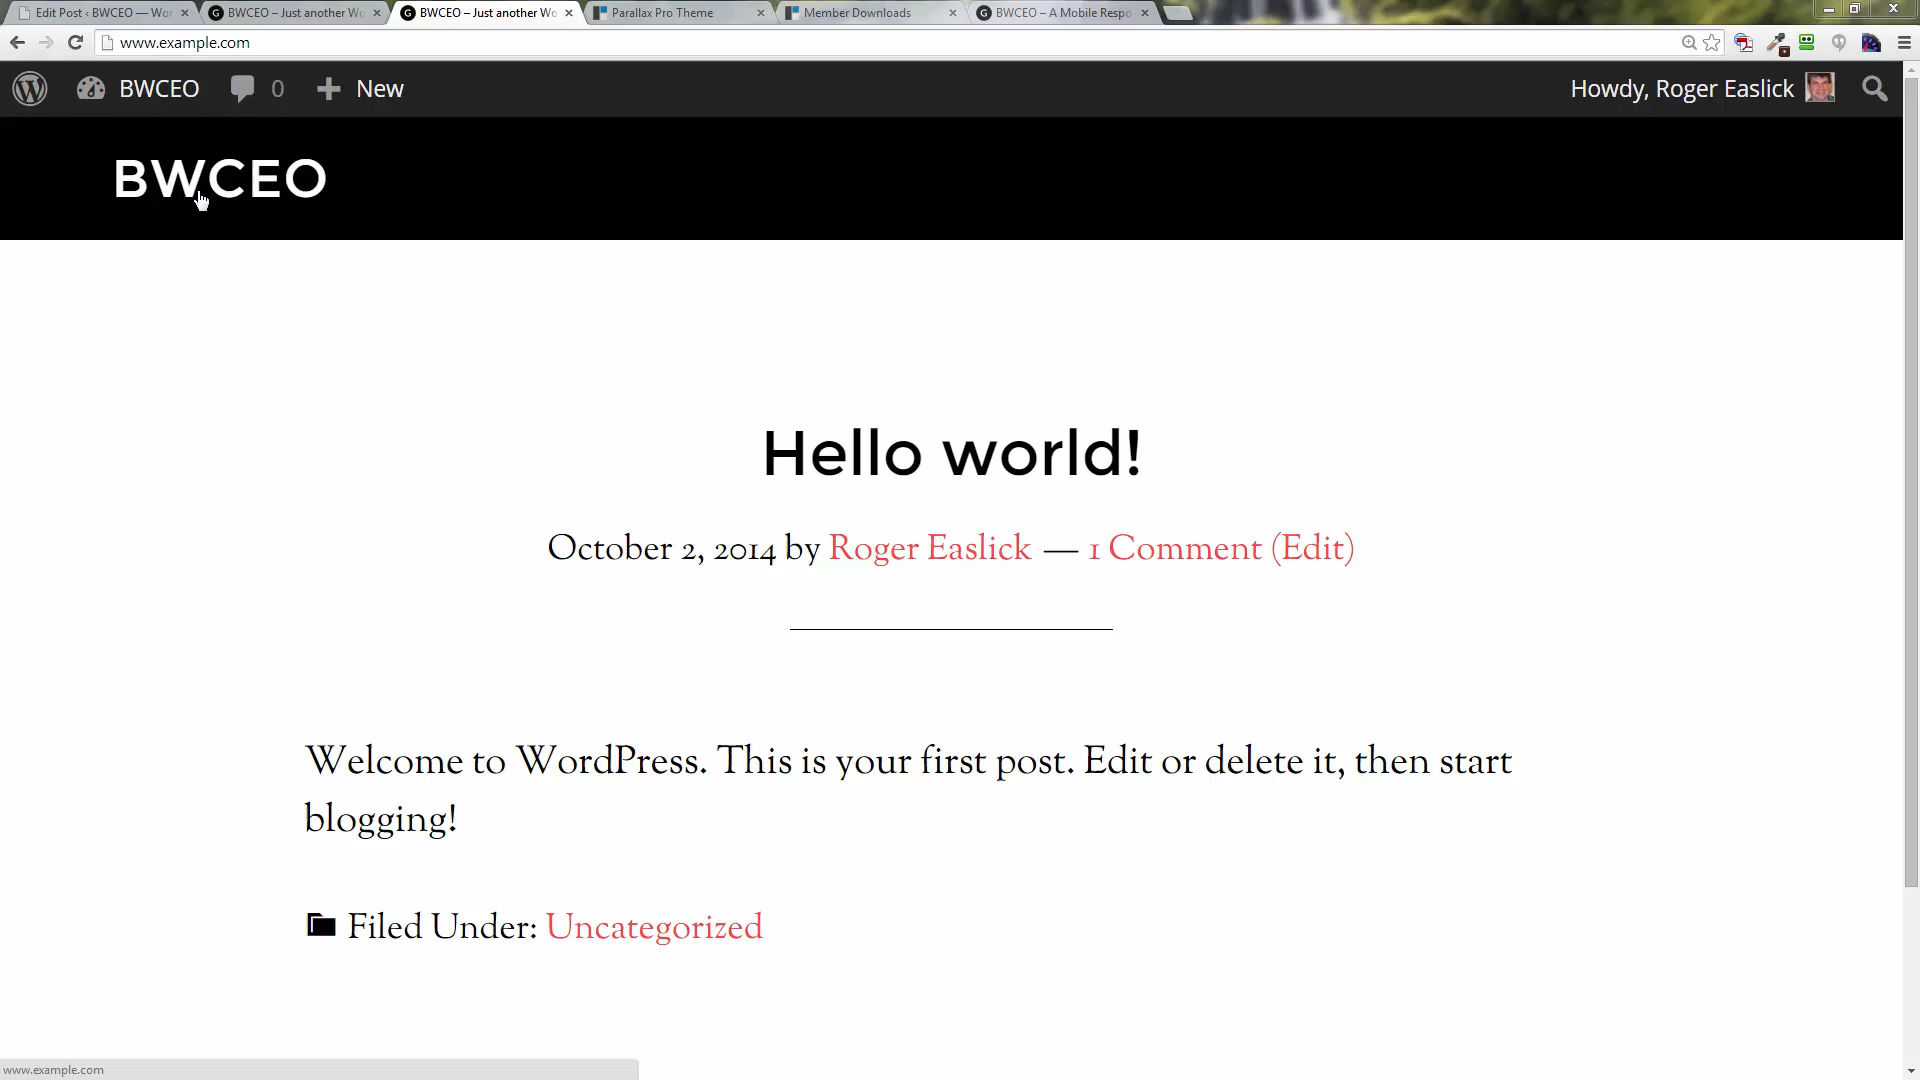 Edit Post ‹ BWCEO — Wo
BWCEO – Just another Wo
BWCEO – Just another Wo
Parallax Pro Theme
Member Downloads
BWCEO – A Mobile Respo
www.example.com
BWCEO 0 New
Howdy, Roger Easlick
BWCEO
Hello world!
October 2, 2014 by Roger Easlick — 1 Comment (Edit)
Welcome to WordPress. This is your first post. Edit or delete it, then start
blogging!
Filed Under: Uncategorized
www.example.com